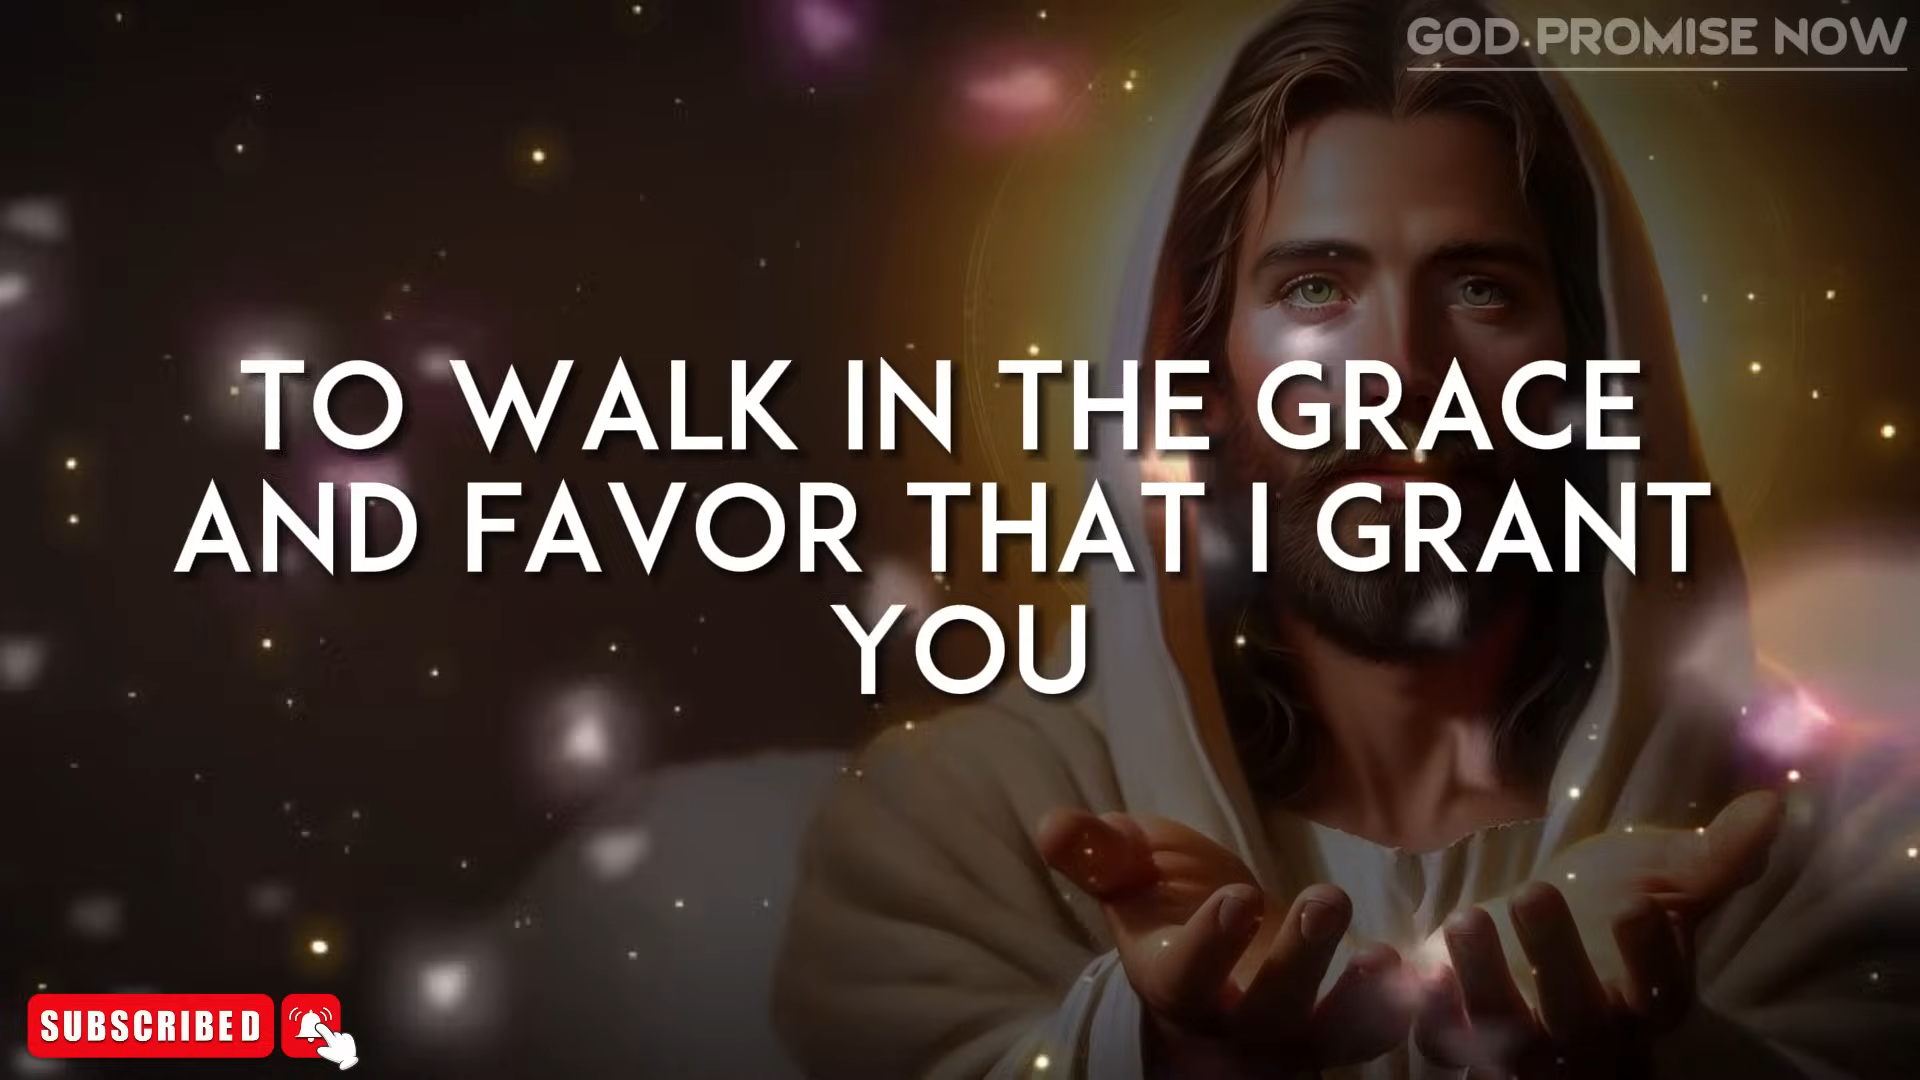 GOD PROMISE NOW
TO WALK IN THE GRACE
AND FAVOR THAT I GRANT
YOU
SUBSCRIBED